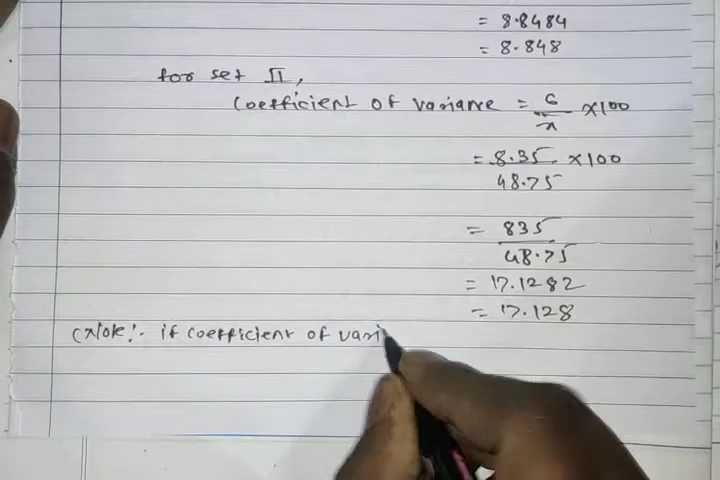 = 8.8484
= 8.848
for set II,
Coefficient of variance = σ/x̄ ×100
= 8.35/48.75 ×100
= 835/48.75
= 17.1282
= 17.128
(Note:- if coefficient of vari